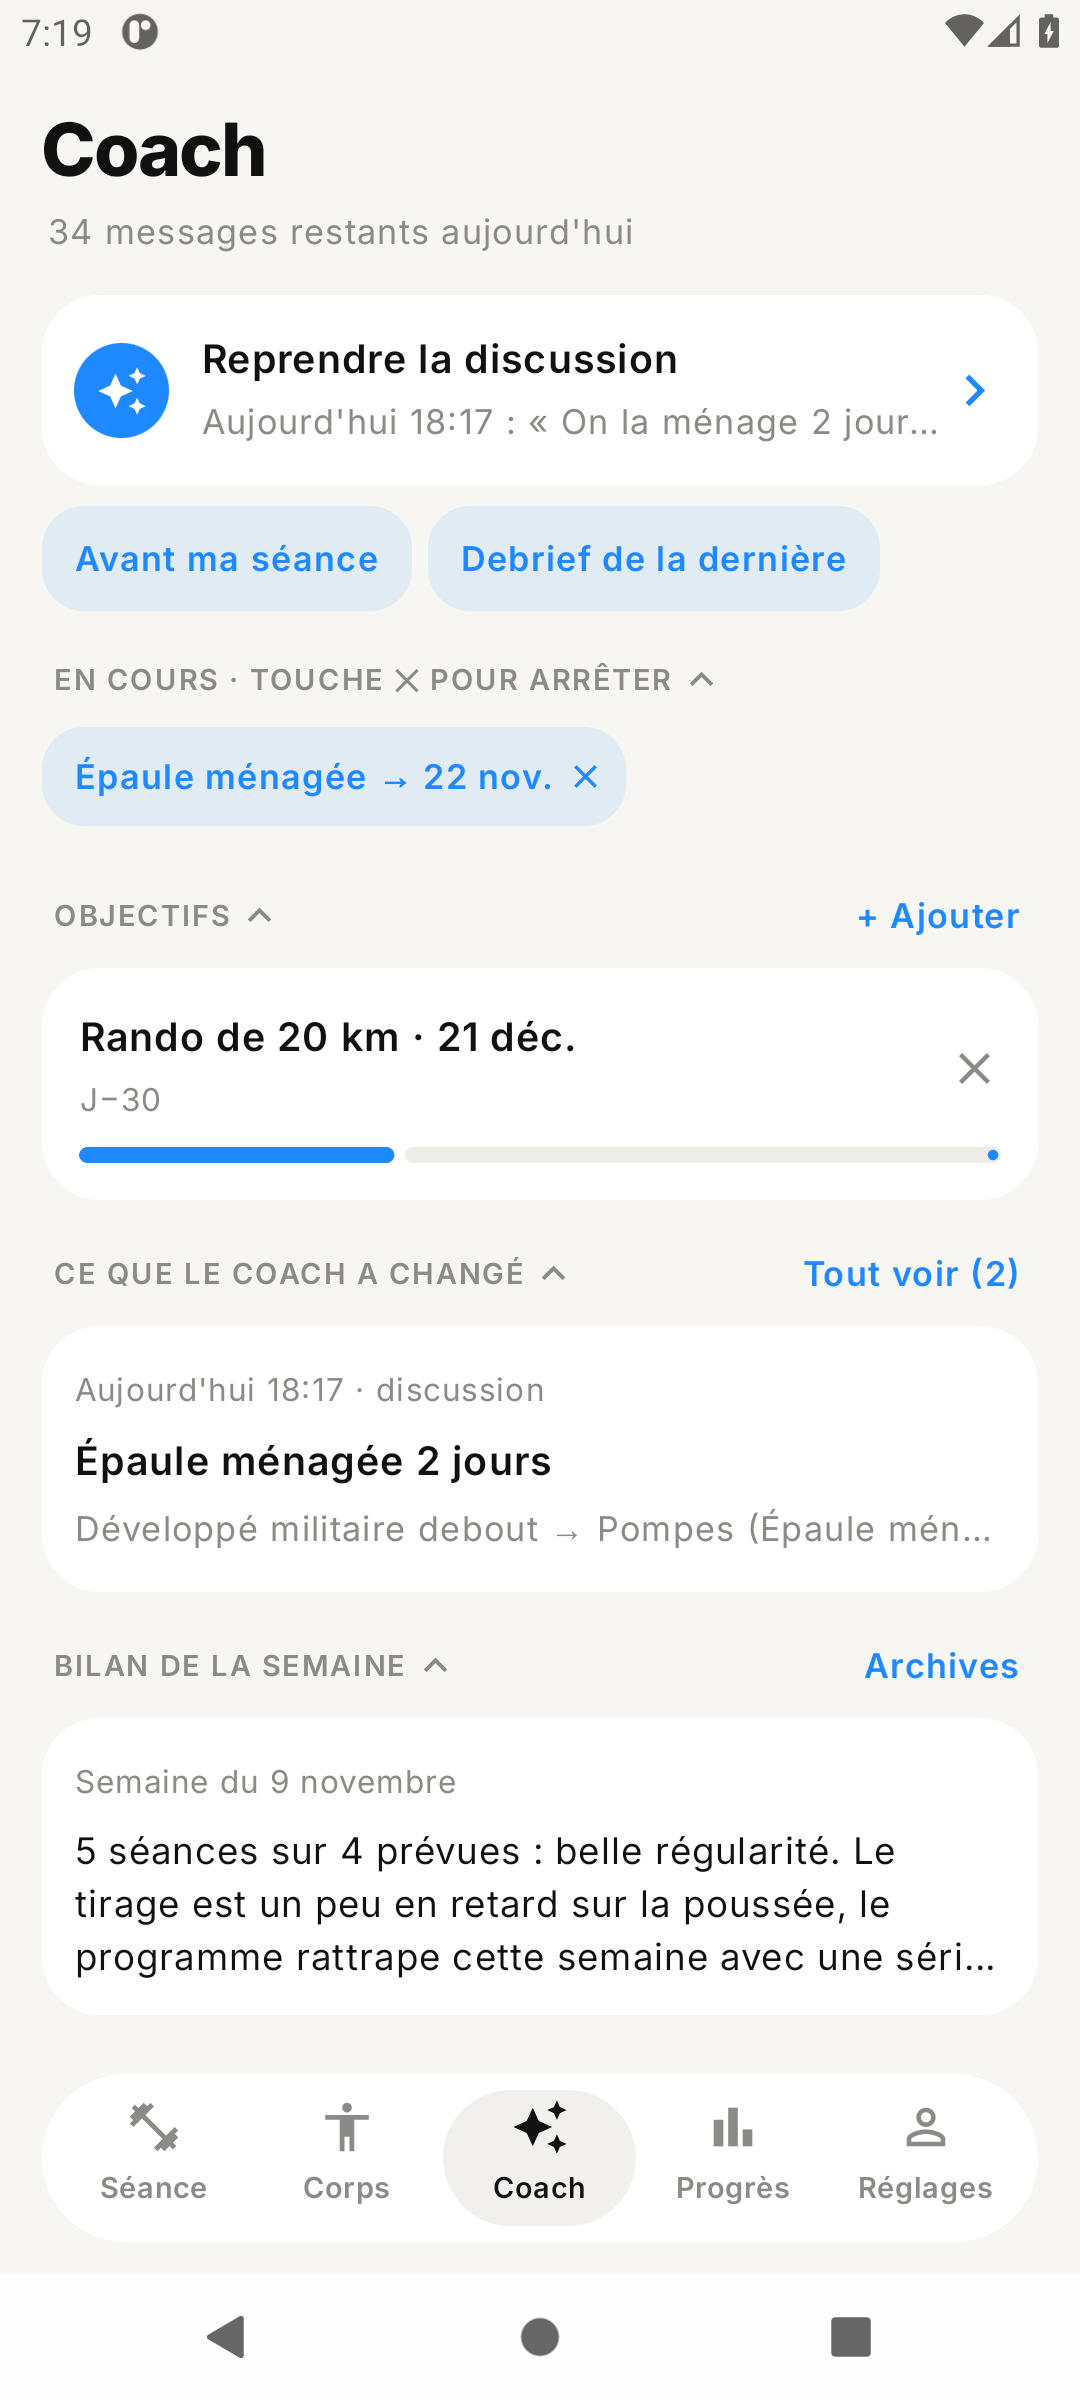 7:19
Coach
34 messages restants aujourd'hui
Reprendre la discussion
Aujourd'hui 18:17 : « On la ménage 2 jour...
Avant ma séance
Debrief de la dernière
EN COURS · TOUCHE × POUR ARRÊTER
Épaule ménagée → 22 nov. ×
OBJECTIFS
+ Ajouter
Rando de 20 km · 21 déc.
J−30
CE QUE LE COACH A CHANGÉ
Tout voir (2)
Aujourd'hui 18:17 · discussion
Épaule ménagée 2 jours
Développé militaire debout → Pompes (Épaule mén...
BILAN DE LA SEMAINE
Archives
Semaine du 9 novembre
5 séances sur 4 prévues : belle régularité. Le
tirage est un peu en retard sur la poussée, le
programme rattrape cette semaine avec une séri...
Séance
Corps
Coach
Progrès
Réglages